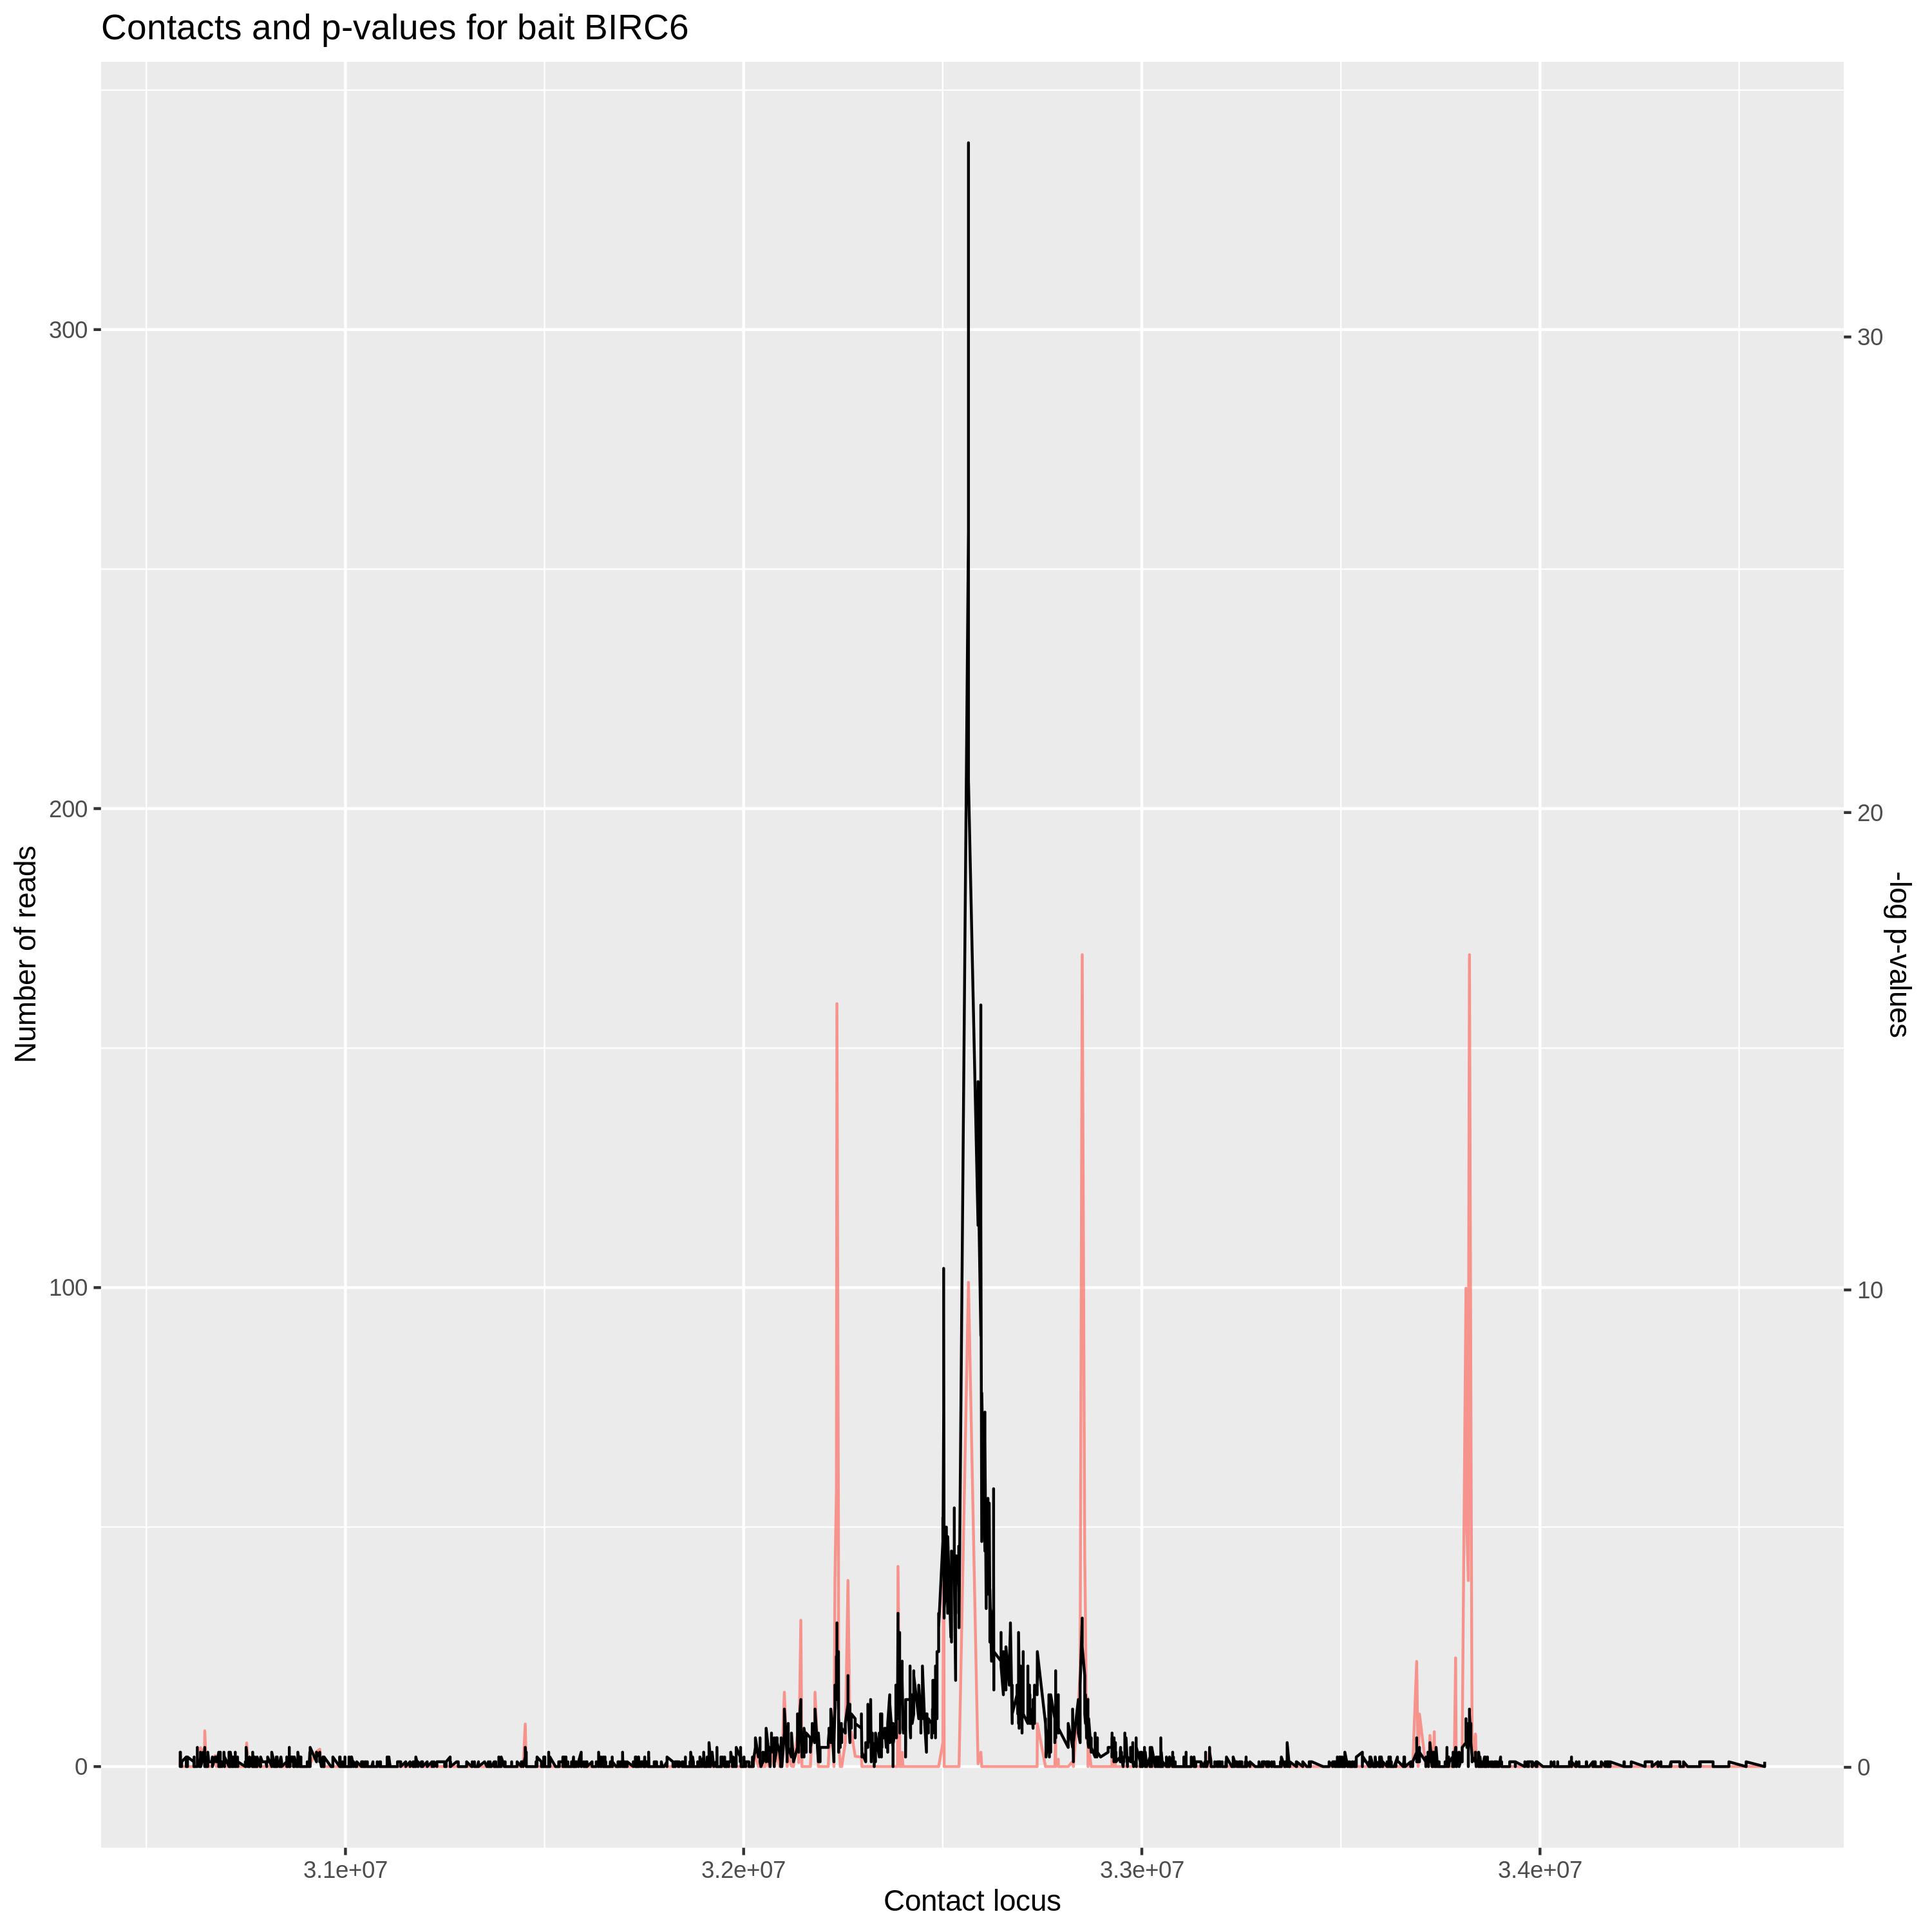 Contacts and p-values for bait BIRC6
300
200
100
0
Number of reads
30
20
10
0
-log p-values
3.1e+07
3.2e+07
3.3e+07
3.4e+07
Contact locus